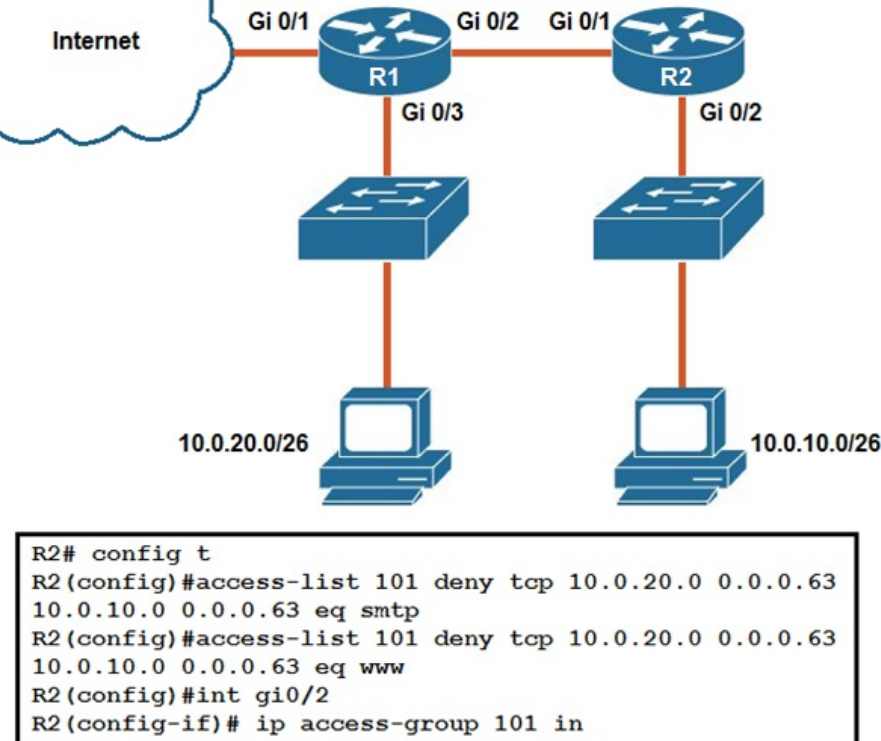 Internet
Gi 0/1
Gi 0/2
Gi 0/1
R1
R2
Gi 0/3
Gi 0/2
10.0.20.0/26
10.0.10.0/26
R2# config t
R2(config)#access-list 101 deny tcp 10.0.20.0 0.0.0.63
10.0.10.0 0.0.0.63 eq smtp
R2(config)#access-list 101 deny tcp 10.0.20.0 0.0.0.63
10.0.10.0 0.0.0.63 eq www
R2(config)#int gi0/2
R2(config-if)# ip access-group 101 in